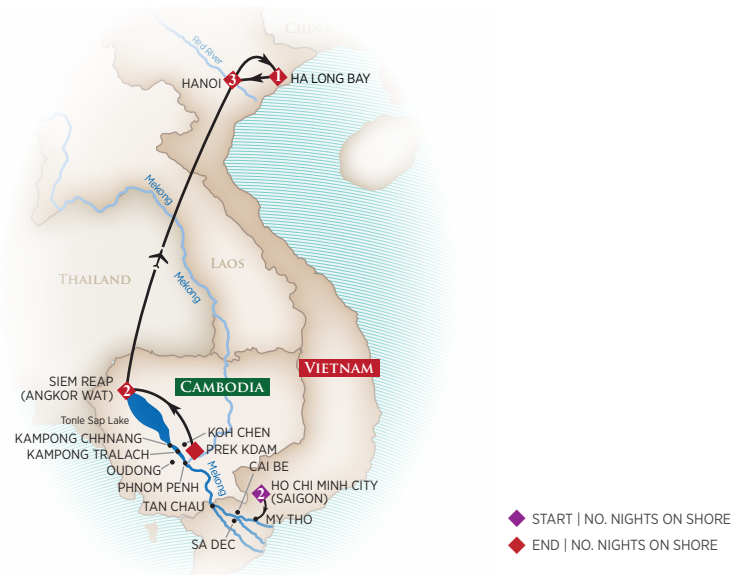 CHINA
Red River
HANOI
3
1
HA LONG BAY
Mekong
Mekong
LAOS
THAILAND
VIETNAM
SIEM REAP
(ANGKOR WAT)
2
CAMBODIA
Tonle Sap Lake
KOH CHEN
KAMPONG CHHNANG
PREK KDAM
KAMPONG TRALACH
OUDONG
CAI BE
PHNOM PENH
Mekong
2
HO CHI MINH CITY
(SAIGON)
TAN CHAU
MY THO
SA DEC
START | NO. NIGHTS ON SHORE
END | NO. NIGHTS ON SHORE